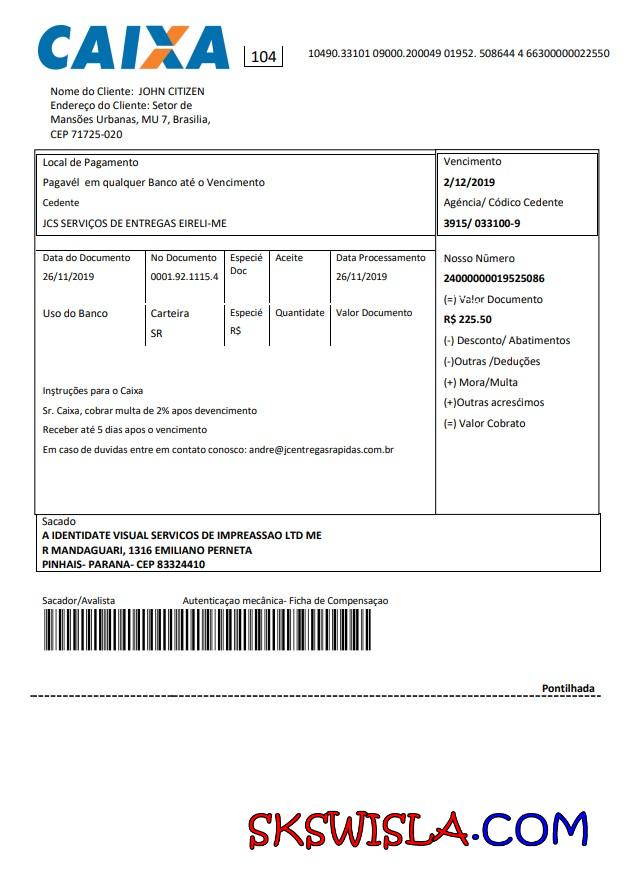 CAIXA
104
10490.33101 09000.200049 01952. 508644 4 66300000022550
Nome do Cliente: JOHN CITIZEN
Endereço do Cliente: Setor de
Mansões Urbanas, MU 7, Brasilia,
CEP 71725-020
Local de Pagamento
Pagavél em qualquer Banco até o Vencimento
Cedente
JCS SERVIÇOS DE ENTREGAS EIRELI-ME
Vencimento
2/12/2019
Agéncia/ Códico Cedente
3915/ 033100-9
Data do Documento
26/11/2019
No Documento
0001.92.1115.4
Especié
Doc
Aceite
Data Processamento
26/11/2019
Uso do Banco
Carteira
SR
Especié
R$
Quantidate
Valor Documento
Nosso Nûmero
24000000019525086
(=) Valor Documento
R$ 225.50
(-) Desconto/ Abatimentos
(-)Outras /Deduções
(+) Mora/Multa
(+)Outras acresćimos
(=) Valor Cobrato
Instruções para o Caixa
Sr. Caixa, cobrar multa de 2% apos devencimento
Receber até 5 dias apos o vencimento
Em caso de duvidas entre em contato conosco: andre@jcentregasrapidas.com.br
Sacado
A IDENTIDATE VISUAL SERVICOS DE IMPREASSAO LTD ME
R MANDAGUARI, 1316 EMILIANO PERNETA
PINHAIS- PARANA- CEP 83324410
Sacador/Avalista
Autenticaçao mecânica- Ficha de Compensaçao
Pontilhada
SKSWISLA.COM